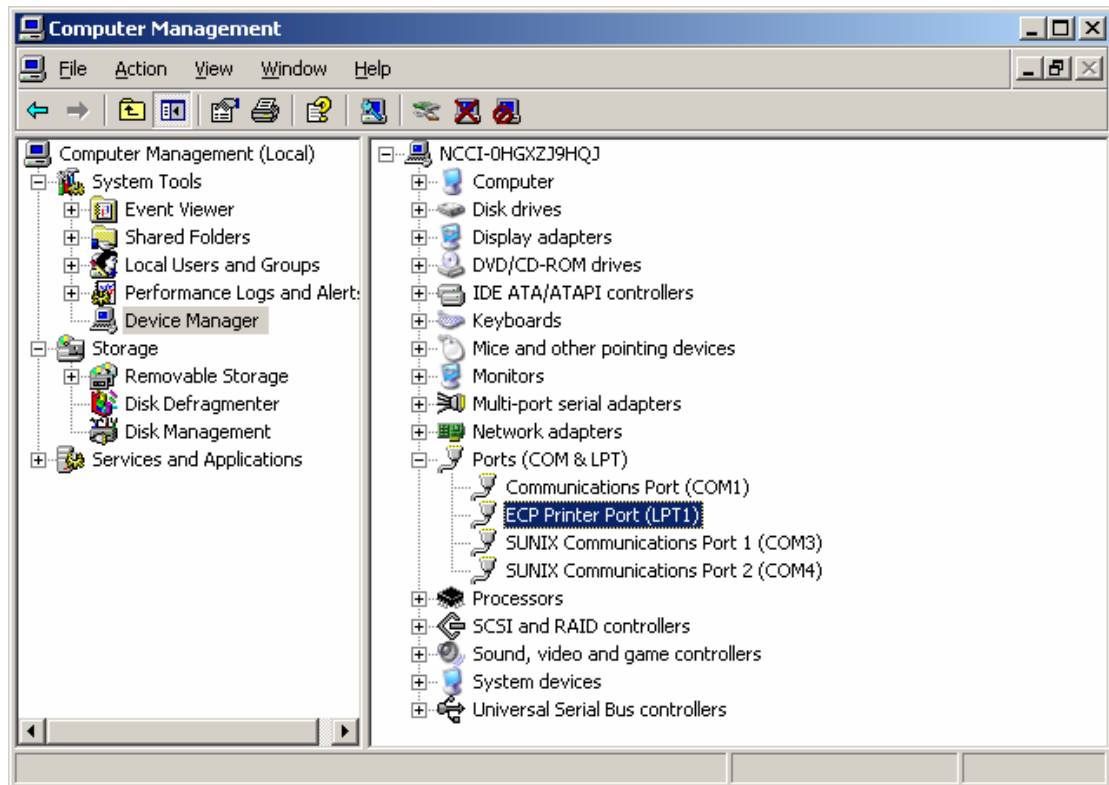 Computer Management
File Action View Window Help
Computer Management (Local)
System Tools
Event Viewer
Shared Folders
Local Users and Groups
Performance Logs and Alert
Device Manager
Storage
Removable Storage
Disk Defragmenter
Disk Management
Services and Applications
NCCI-0HGXZJ9HQJ
Computer
Disk drives
Display adapters
DVD/CD-ROM drives
IDE ATA/ATAPI controllers
Keyboards
Mice and other pointing devices
Monitors
Multi-port serial adapters
Network adapters
Ports (COM & LPT)
Communications Port (COM1)
ECP Printer Port (LPT1)
SUNIX Communications Port 1 (COM3)
SUNIX Communications Port 2 (COM4)
Processors
SCSI and RAID controllers
Sound, video and game controllers
System devices
Universal Serial Bus controllers